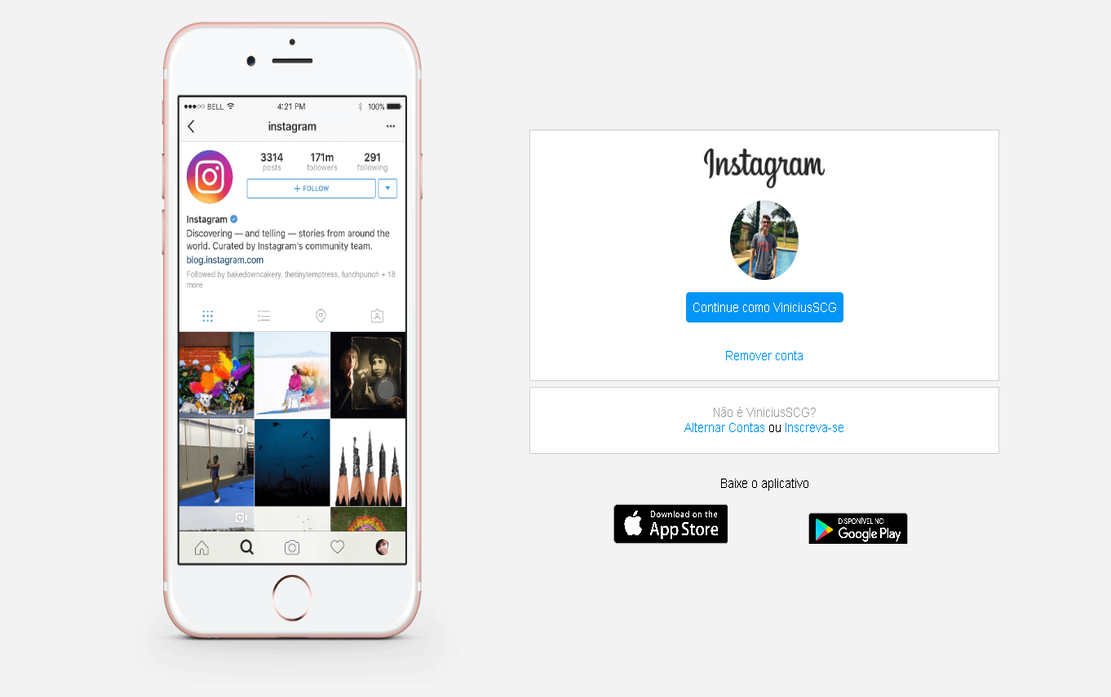 ●●●○○ BELL
4:21 PM
100%
instagram
3314
171m
291
posts
followers
following
+ FOLLOW
Instagram
Discovering — and telling — stories from around the
world. Curated by Instagram's community team.
blog.instagram.com
Followed by bakedowncakery, thetinytemptress, funchpunch + 18
more
Instagram
Continue como ViniciusSCG
Remover conta
Não é ViniciusSCG?
Alternar Contas ou Inscreva-se
Baixe o aplicativo
Download on the
App Store
DISPONÍVEL NO
Google Play